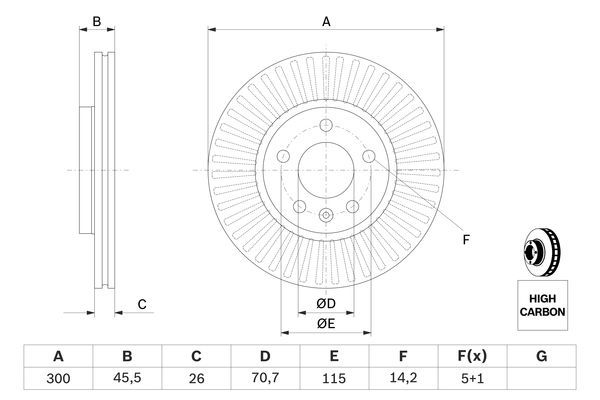 B
A
F
C
ØD
ØE
HIGH
CARBON
A B C D E F F(x) G
300 45,5 26 70,7 115 14,2 5+1